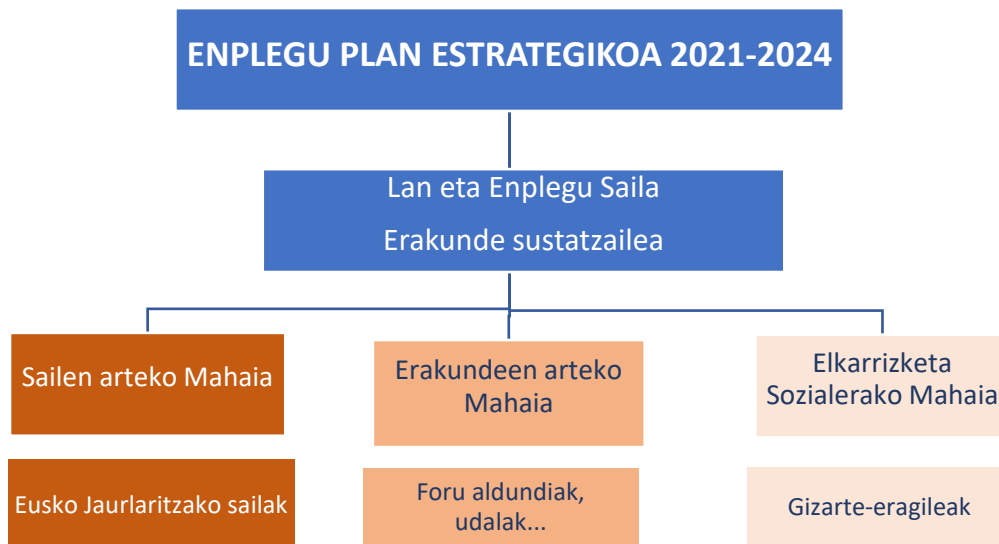 ENPLEGU PLAN ESTRATEGIKOA 2021-2024
Lan eta Enplegu Saila
Erakunde sustatzailea
Sailen arteko Mahaia
Erakundeen arteko
Mahaia
Elkarrizketa
Sozialerako Mahaia
Eusko Jaurlaritzako sailak
Foru aldundiak,
udalak...
Gizarte-eragileak